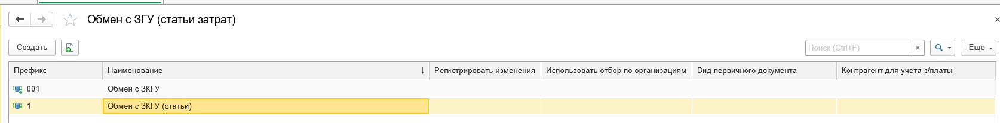 Обмен с ЗГУ (статьи затрат)
Создать Поиск (Ctrl+F) × Еще
Префикс Наименование ↓ Регистрировать изменения Использовать отбор по организациям Вид первичного документа Контрагент для учета з/платы
001 Обмен с ЗКГУ
1 Обмен с ЗКГУ (статьи)